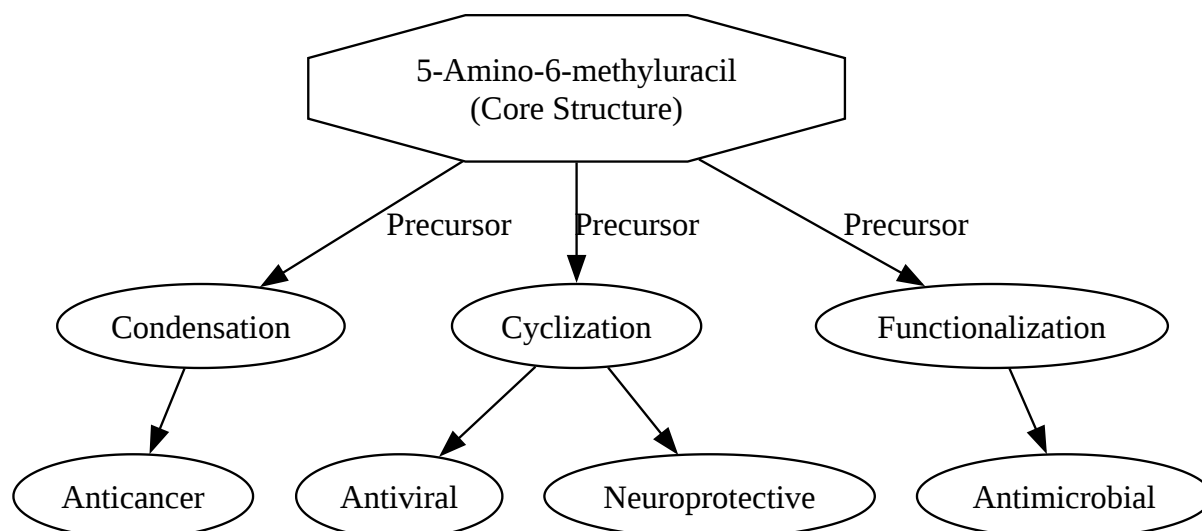 5-Amino-6-methyluracil
(Core Structure)
Precursor
Precursor
Precursor
Condensation
Cyclization
Functionalization
Anticancer
Antiviral
Neuroprotective
Antimicrobial